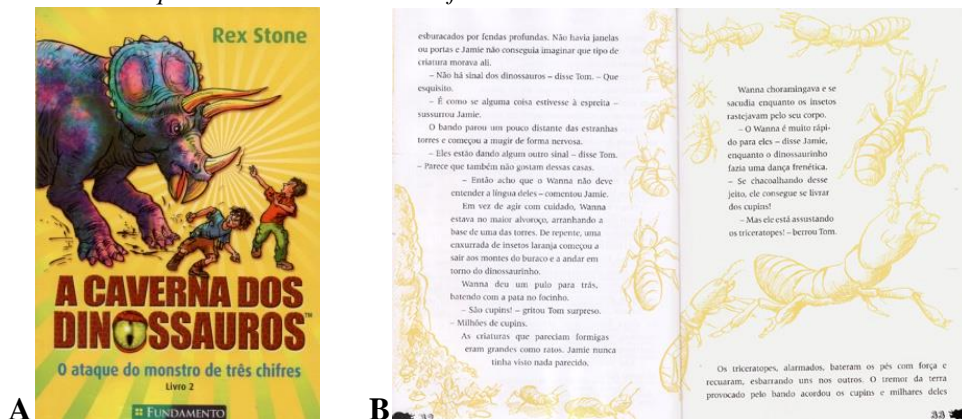 Rex Stone
A CAVERNA DOS
DINOSSAUROS™
O ataque do monstro de três chifres
Livro 2
FUNDAMENTO
A
B
esburacados por fendas profundas. Não havia janelas
ou portas e Jamie não conseguia imaginar que tipo de
criatura morava ali.
– Não há sinal dos dinossauros – disse Tom. – Que
esquisito.
– É como se alguma coisa estivesse à espreita –
sussurrou Jamie.
O bando parou um pouco distante das estranhas
torres e começou a mugir de forma nervosa.
– Eles estão dando algum outro sinal – disse Tom.
– Parece que também não gostam dessas casas.
– Então acho que o Wanna não deve
entender a língua deles – comentou Jamie.
Em vez de agir com cuidado, Wanna
estava no maior alvoroço, arranhando a
base de uma das torres. De repente, uma
enxurrada de insetos laranja começou a
sair aos montes do buraco e a andar em
torno do dinossaurinho.
Wanna deu um pulo para trás,
batendo com a pata no focinho.
– São cupins! – gritou Tom surpreso.
– Milhões de cupins.
As criaturas que pareciam formigas
eram grandes como ratos. Jamie nunca
tinha visto nada parecido.
Wanna choramingava e se
sacudia enquanto os insetos
rastejavam pelo seu corpo.
– O Wanna é muito rápi-
do para eles – disse Jamie,
enquanto o dinossaurinho
fazia uma dança frenética.
– Se chacoalhando desse
jeito, ele consegue se livrar
dos cupins!
– Mas ele está assustando
os triceratopes! – berrou Tom.
Os triceratopes, alarmados, bateram os pés com força e
recuaram, esbarrando uns nos outros. O tremor da terra
provocado pelo bando acordou os cupins e milhares deles
33